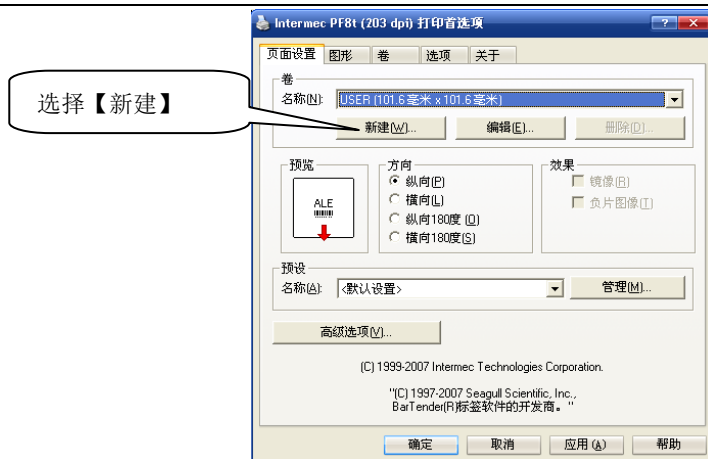 Intermec PF8t (203 dpi) 打印首选项
页面设置 图形 卷 选项 关于
选择【新建】
卷
名称(N): USER (101.6 毫米 x 101.6 毫米)
新建(W)... 编辑(E)... 删除(D)...
预览 方向 效果
ALE
纵向(P)
横向(L)
纵向180度 (O)
横向180度(S)
镜像(R)
负片图像(I)
预设
名称(A): <默认设置> 管理(M)...
高级选项(V)...
(C) 1999-2007 Intermec Technologies Corporation.
"(C) 1997-2007 Seagull Scientific, Inc.,
BarTender(R)标签软件的开发商。"
确定 取消 应用 (A) 帮助